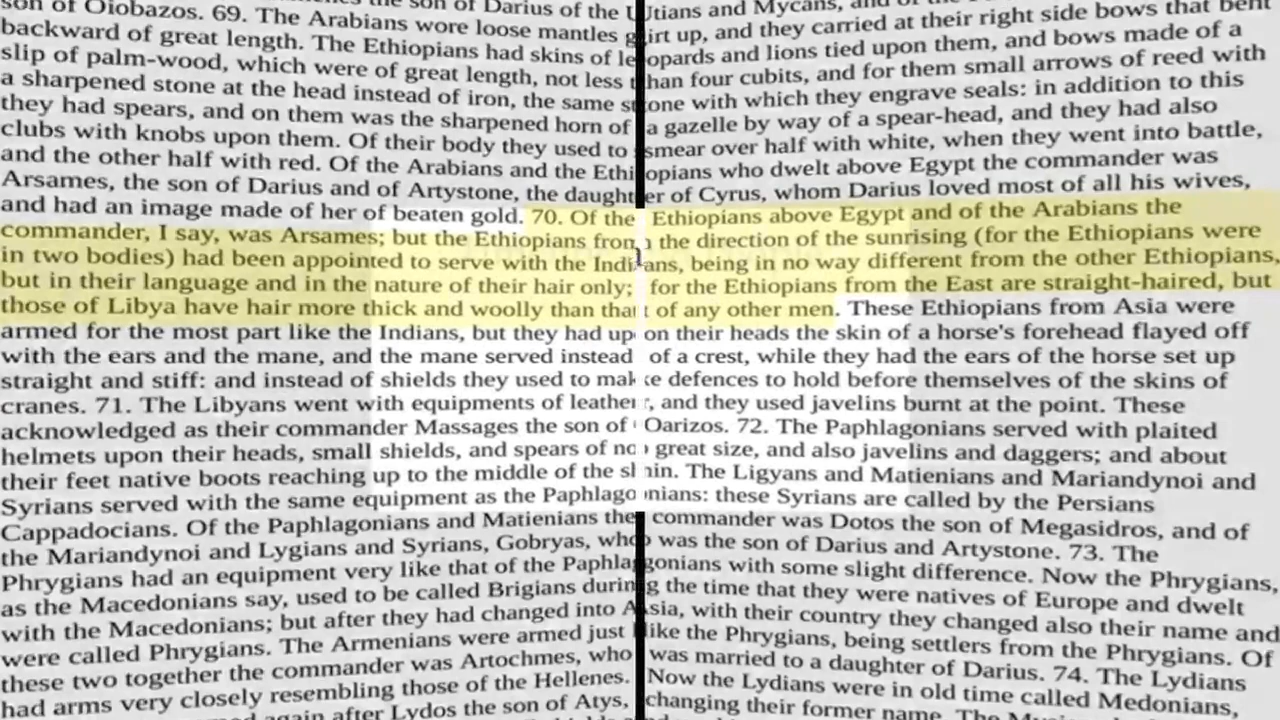 son of Oiobazos. 69. The Arabians wore loose mantles girt up, and they carried at their right side bows that bent
backward of great length. The Ethiopians had skins of leopards and lions tied upon them, and bows made of a
slip of palm-wood, which were of great length, not less than four cubits, and for them small arrows of reed with
a sharpened stone at the head instead of iron, the same stone with which they engrave seals: in addition to this
they had spears, and on them was the sharpened horn of a gazelle by way of a spear-head, and they had also
clubs with knobs upon them. Of their body they used to smear over half with white, when they went into battle,
and the other half with red. Of the Arabians and the Ethiopians who dwelt above Egypt the commander was
Arsames, the son of Darius and of Artystone, the daughter of Cyrus, whom Darius loved most of all his wives,
and had an image made of her of beaten gold. 70. Of the Ethiopians above Egypt and of the Arabians the
commander, I say, was Arsames; but the Ethiopians from the direction of the sunrising (for the Ethiopians were
in two bodies) had been appointed to serve with the Indians, being in no way different from the other Ethiopians,
but in their language and in the nature of their hair only; for the Ethiopians from the East are straight-haired, but
those of Libya have hair more thick and woolly than that of any other men. These Ethiopians from Asia were
armed for the most part like the Indians, but they had upon their heads the skin of a horse's forehead flayed off
with the ears and the mane, and the mane served instead of a crest, while they had the ears of the horse set up
straight and stiff: and instead of shields they used to make defences to hold before themselves of the skins of
cranes. 71. The Libyans went with equipments of leather, and they used javelins burnt at the point. These
acknowledged as their commander Massages the son of Oarizos. 72. The Paphlagonians served with plaited
helmets upon their heads, small shields, and spears of no great size, and also javelins and daggers; and about
their feet native boots reaching up to the middle of the shin. The Ligyans and Matienians and Mariandynoi and
Syrians served with the same equipment as the Paphlagonians: these Syrians are called by the Persians
Cappadocians. Of the Paphlagonians and Matienians the commander was Dotos the son of Megasidros, and of
the Mariandynoi and Lygians and Syrians, Gobryas, who was the son of Darius and Artystone. 73. The
Phrygians had an equipment very like that of the Paphlagonians with some slight difference. Now the Phrygians,
as the Macedonians say, used to be called Brigians during the time that they were natives of Europe and dwelt
with the Macedonians; but after they had changed into Asia, with their country they changed also their name and
were called Phrygians. The Armenians were armed just like the Phrygians, being settlers from the Phrygians. Of
these two together the commander was Artochmes, who was married to a daughter of Darius. 74. The Lydians
had arms very closely resembling those of the Hellenes. Now the Lydians were in old time called Medonians,
again after Lydos the son of Atys, changing their former name. The